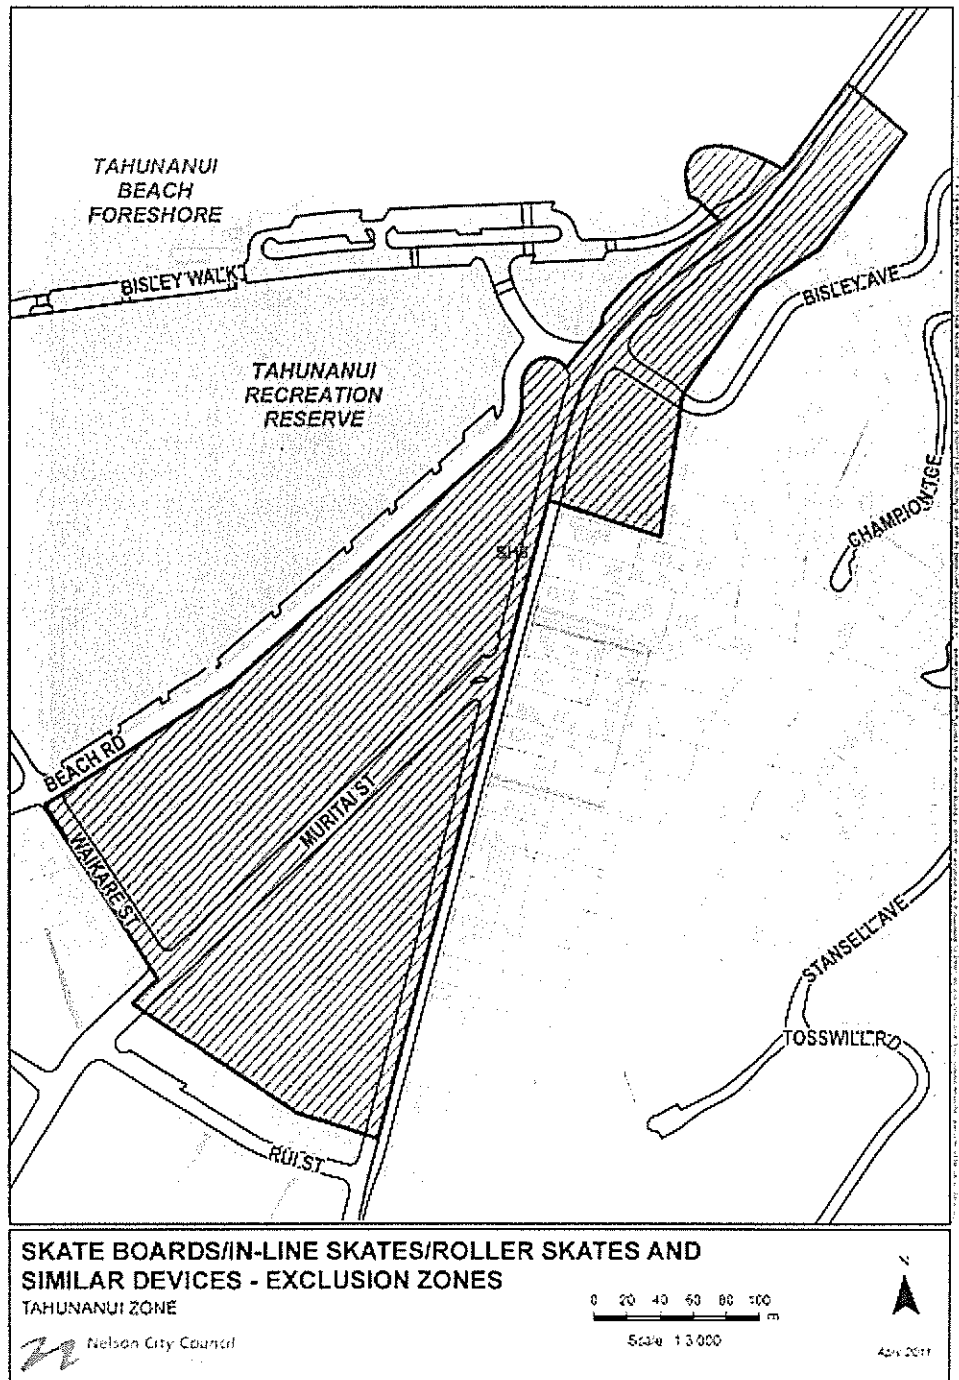 TAHUNANUI
BEACH
FORESHORE
BISLEY WALK
BISLEY AVE
TAHUNANUI
RECREATION
RESERVE
CHAMPION TCE
SH6
BEACH RD
MURITAI ST
WAIKARE ST
STANSELL AVE
TOSSWILL RD
RUI ST
SKATE BOARDS/IN-LINE SKATES/ROLLER SKATES AND
SIMILAR DEVICES - EXCLUSION ZONES
TAHUNANUI ZONE
Nelson City Council
0 20 40 60 80 100
m
Scale 1:3,000
N